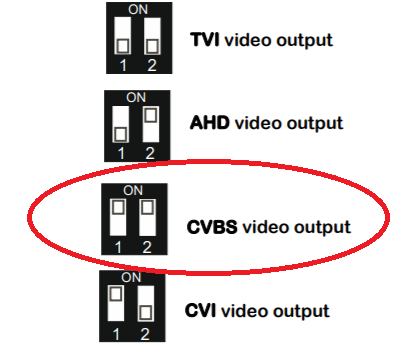 ON
1 2
TVI video output
ON
1 2
AHD video output
ON
1 2
CVBS video output
ON
1 2
CVI video output